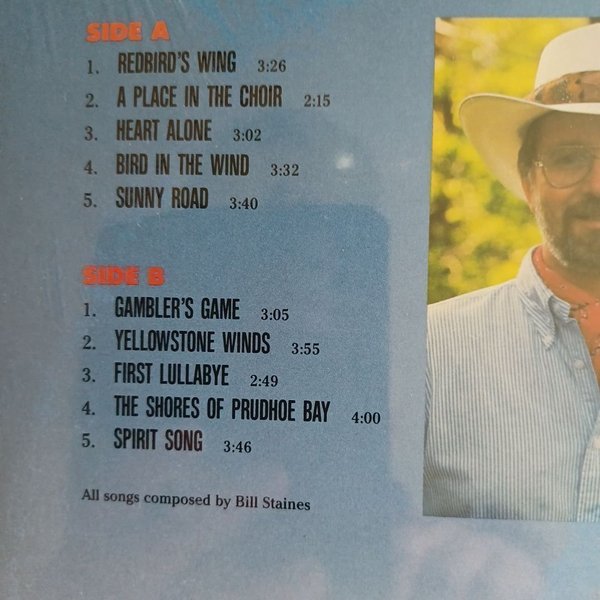 SIDE A
1. REDBIRD'S WING 3:26
2. A PLACE IN THE CHOIR 2:15
3. HEART ALONE 3:02
4. BIRD IN THE WIND 3:32
5. SUNNY ROAD 3:40
SIDE B
1. GAMBLER'S GAME 3:05
2. YELLOWSTONE WINDS 3:55
3. FIRST LULLABYE 2:49
4. THE SHORES OF PRUDHOE BAY 4:00
5. SPIRIT SONG 3:46
All songs composed by Bill Staines